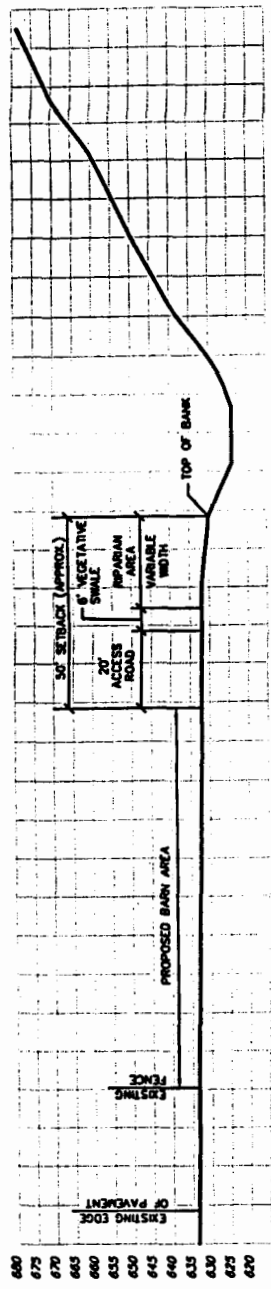 680
675
670
665
660
655
650
645
640
635
630
625
620
EXISTING EDGE
OF PAVEMENT
EXISTING
FENCE
PROPOSED BARN AREA
50' SETBACK (APPROX.)
6' VEGETATIVE
SWALE
20'
ACCESS
ROAD
RIPARIAN
AREA
VARIABLE
WIDTH
TOP OF BANK